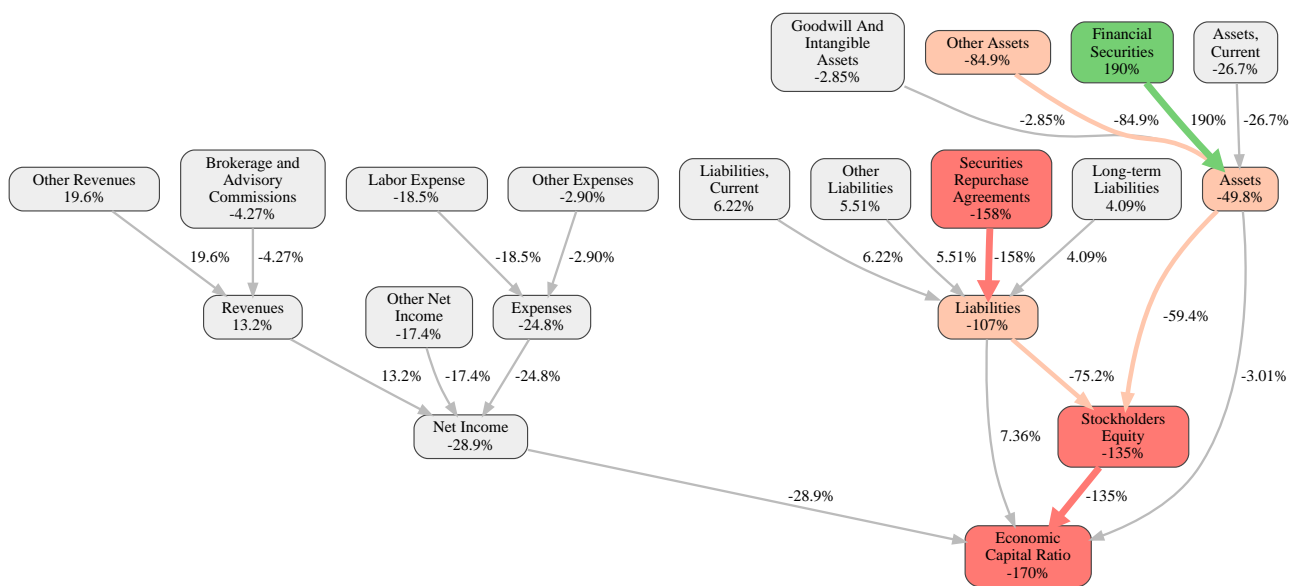 Goodwill And
Intangible
Assets
-2.85%
Other Assets
-84.9%
Financial
Securities
190%
Assets,
Current
-26.7%
-2.85%
-84.9%
190%
-26.7%
Other Revenues
19.6%
Brokerage and
Advisory
Commissions
-4.27%
Labor Expense
-18.5%
Other Expenses
-2.90%
Liabilities,
Current
6.22%
Other
Liabilities
5.51%
Securities
Repurchase
Agreements
-158%
Long-term
Liabilities
4.09%
Assets
-49.8%
19.6%
-4.27%
-18.5%
-2.90%
6.22%
5.51%
-158%
4.09%
Revenues
13.2%
Other Net
Income
-17.4%
Expenses
-24.8%
Liabilities
-107%
-59.4%
13.2%
-17.4%
-24.8%
-75.2%
-3.01%
Net Income
-28.9%
7.36%
Stockholders
Equity
-135%
-28.9%
-135%
Economic
Capital Ratio
-170%